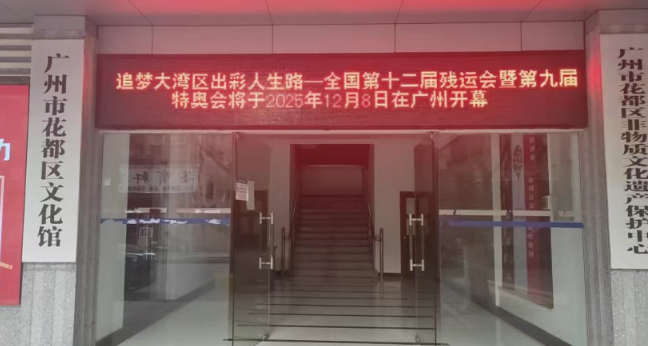 追梦大湾区出彩人生路—全国第十二届残运会暨第九届
特奥会将于2025年12月8日在广州开幕
广州市花都区文化馆
广州市花都区非物质文化遗产保护中心